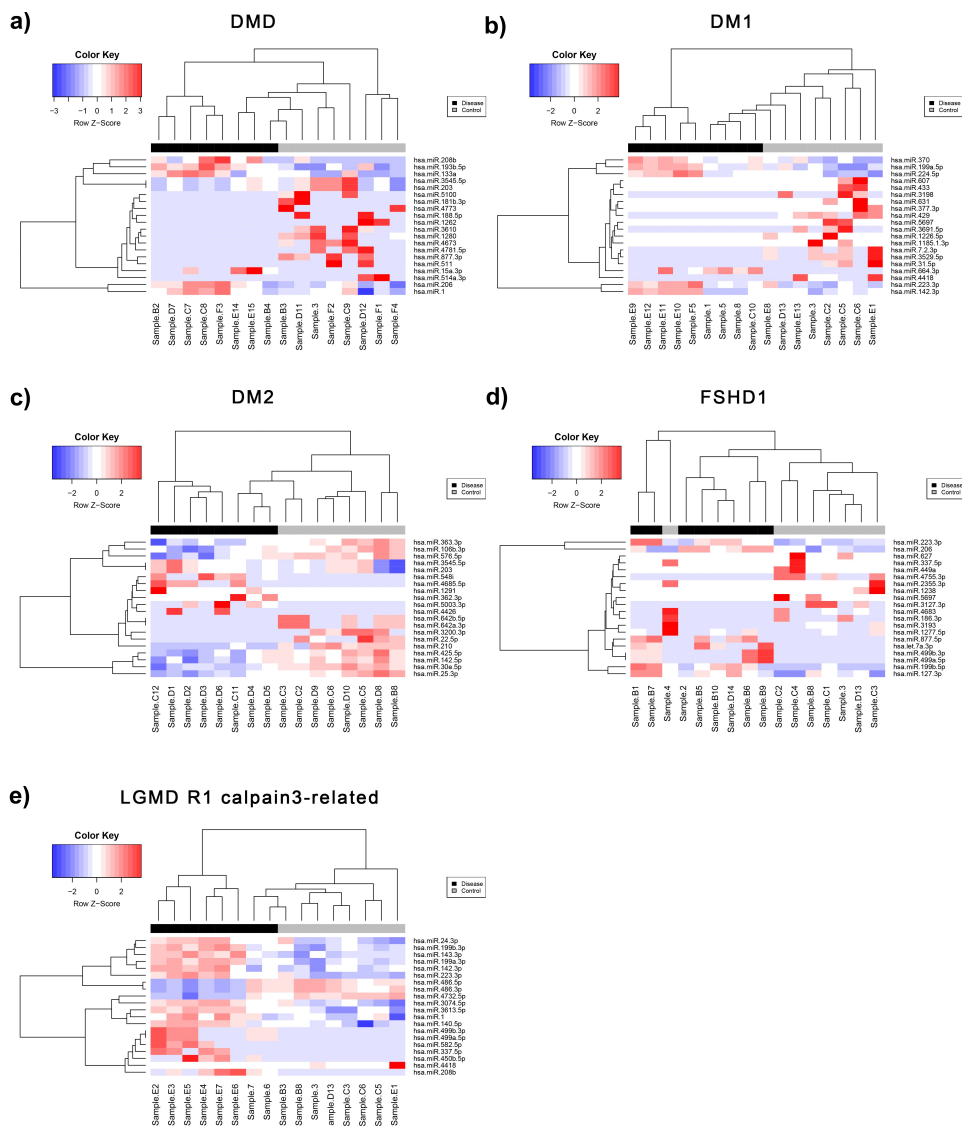 a)
DMD
Color Key
−3 −1 0 1 2 3
Row Z−Score
Disease
Control
hsa.miR.208b
hsa.miR.193b.5p
hsa.miR.133a
hsa.miR.3545.5p
hsa.miR.203
hsa.miR.5100
hsa.miR.181b.3p
hsa.miR.4773
hsa.miR.188.5p
hsa.miR.1262
hsa.miR.3610
hsa.miR.1280
hsa.miR.4673
hsa.miR.4781.5p
hsa.miR.877.3p
hsa.miR.511
hsa.miR.15a.3p
hsa.miR.514a.3p
hsa.miR.206
hsa.miR.1
Sample.B2
Sample.D7
Sample.C7
Sample.C8
Sample.F3
Sample.E14
Sample.E15
Sample.B4
Sample.B3
Sample.D11
Sample.3
Sample.F2
Sample.C9
Sample.D12
Sample.F1
Sample.F4
b)
DM1
Color Key
−2 0 2
Row Z−Score
Disease
Control
hsa.miR.370
hsa.miR.199a.5p
hsa.miR.224.5p
hsa.miR.607
hsa.miR.433
hsa.miR.3198
hsa.miR.631
hsa.miR.377.3p
hsa.miR.429
hsa.miR.5697
hsa.miR.3691.5p
hsa.miR.1226.5p
hsa.miR.1185.1.3p
hsa.miR.7.2.3p
hsa.miR.3529.5p
hsa.miR.31.5p
hsa.miR.664.3p
hsa.miR.4418
hsa.miR.223.3p
hsa.miR.142.3p
Sample.E9
Sample.E12
Sample.E11
Sample.E10
Sample.F5
Sample.1
Sample.5
Sample.8
Sample.C10
Sample.E8
Sample.D13
Sample.D13
Sample.3
Sample.C2
Sample.C5
Sample.C6
Sample.E1
c)
DM2
Color Key
−2 0 2
Row Z−Score
Disease
Control
hsa.miR.363.3p
hsa.miR.106b.3p
hsa.miR.576.5p
hsa.miR.3545.5p
hsa.miR.203
hsa.miR.548i
hsa.miR.4685.5p
hsa.miR.1291
hsa.miR.362.3p
hsa.miR.5003.3p
hsa.miR.4426
hsa.miR.642b.5p
hsa.miR.642a.3p
hsa.miR.3200.3p
hsa.miR.22.5p
hsa.miR.210
hsa.miR.425.5p
hsa.miR.142.5p
hsa.miR.30e.5p
hsa.miR.25.3p
Sample.C12
Sample.D1
Sample.D2
Sample.D3
Sample.D6
Sample.C11
Sample.D4
Sample.D5
Sample.C3
Sample.C2
Sample.D9
Sample.C6
Sample.D10
Sample.C5
Sample.D8
Sample.B8
d)
FSHD1
Color Key
−2 0 2
Row Z−Score
Disease
Control
hsa.miR.223.3p
hsa.miR.206
hsa.miR.627
hsa.miR.337.5p
hsa.miR.449a
hsa.miR.4755.3p
hsa.miR.2355.3p
hsa.miR.1238
hsa.miR.5697
hsa.miR.3127.3p
hsa.miR.4683
hsa.miR.186.3p
hsa.miR.3193
hsa.miR.1277.5p
hsa.miR.877.5p
hsa.let.7a.3p
hsa.miR.499b.3p
hsa.miR.499a.5p
hsa.miR.199b.5p
hsa.miR.127.3p
Sample.B1
Sample.B7
Sample.4
Sample.2
Sample.B5
Sample.B10
Sample.D14
Sample.B6
Sample.B9
Sample.C2
Sample.C4
Sample.B8
Sample.C1
Sample.3
Sample.D13
Sample.C3
e)
LGMD R1 calpain3-related
Color Key
−2 0 2
Row Z−Score
Disease
Control
hsa.miR.24.3p
hsa.miR.199b.3p
hsa.miR.143.3p
hsa.miR.199a.3p
hsa.miR.142.3p
hsa.miR.223.3p
hsa.miR.486.5p
hsa.miR.486.3p
hsa.miR.4732.5p
hsa.miR.3074.5p
hsa.miR.3613.5p
hsa.miR.1
hsa.miR.140.5p
hsa.miR.499b.3p
hsa.miR.499a.5p
hsa.miR.582.5p
hsa.miR.337.5p
hsa.miR.450b.5p
hsa.miR.4418
hsa.miR.208b
Sample.E2
Sample.E3
Sample.E5
Sample.E4
Sample.E7
Sample.E6
Sample.7
Sample.6
Sample.B3
Sample.B8
Sample.3
ample.D13
Sample.C3
Sample.C6
Sample.C5
Sample.E1